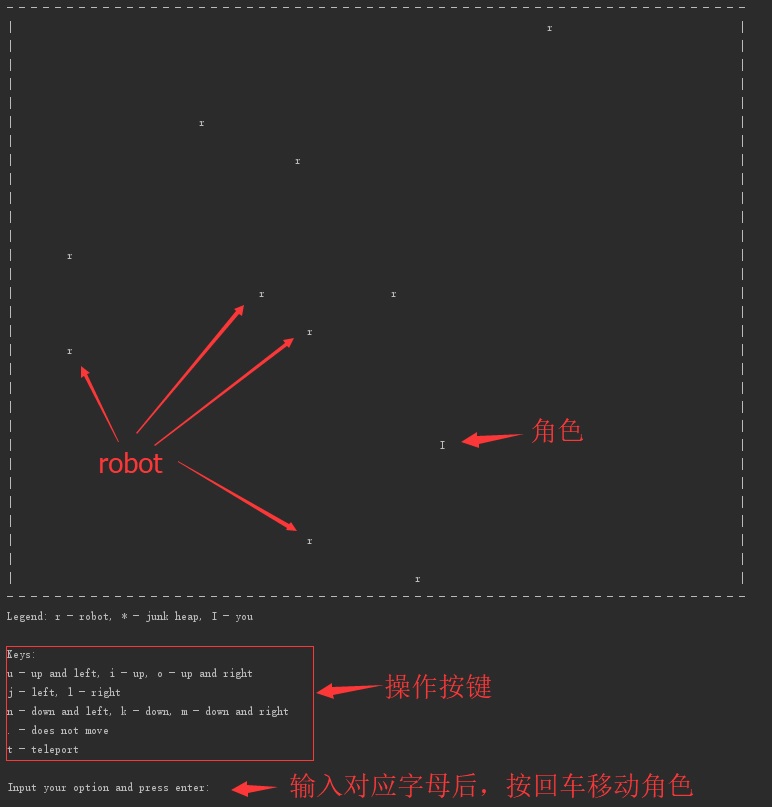 r
r
r
r
r r
r
r
角色
I
robot
r
r
Legend: r - robot, * - junk heap, I - you
Keys:
u - up and left, i - up, o - up and right
操作按键
j - left, l - right
n - down and left, k - down, m - down and right
. - does not move
t - teleport
Input your option and press enter: 输入对应字母后，按回车移动角色